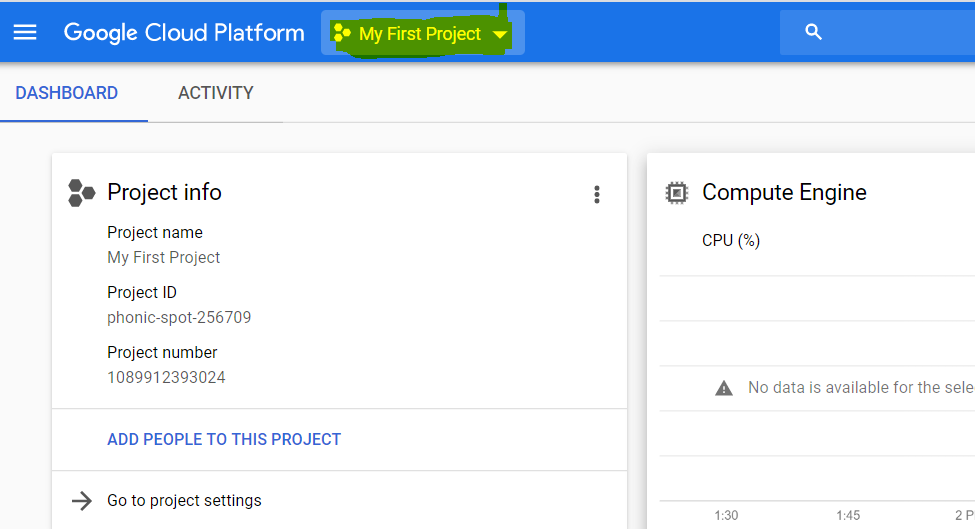 Google Cloud Platform
My First Project
DASHBOARD
ACTIVITY
Project info
Project name
My First Project
Project ID
phonic-spot-256709
Project number
1089912393024
ADD PEOPLE TO THIS PROJECT
Go to project settings
Compute Engine
CPU (%)
No data is available for the sele
1:30
1:45
2 P